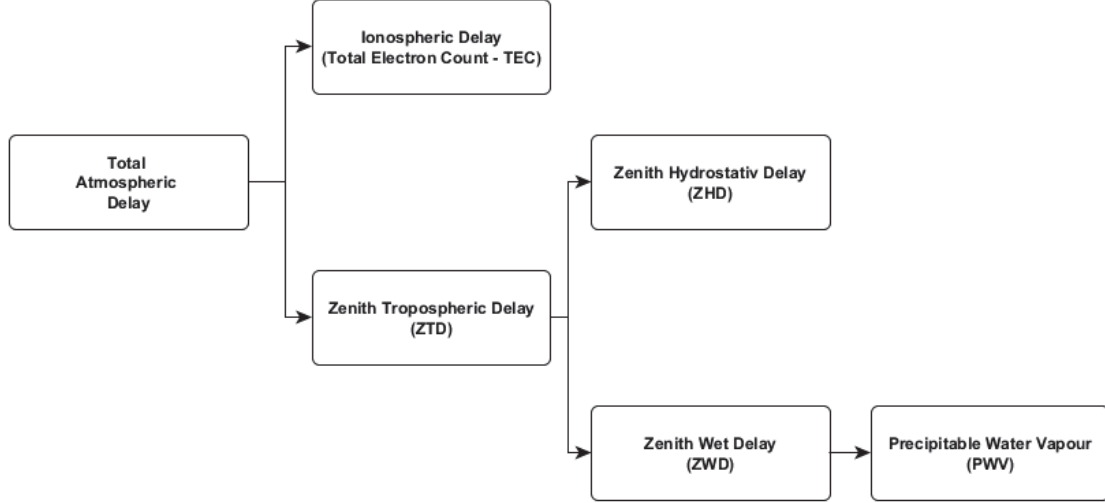 Ionospheric Delay
(Total Electron Count - TEC)
Total
Atmospheric
Delay
Zenith Hydrostativ Delay
(ZHD)
Zenith Tropospheric Delay
(ZTD)
Zenith Wet Delay
(ZWD)
Precipitable Water Vapour
(PWV)